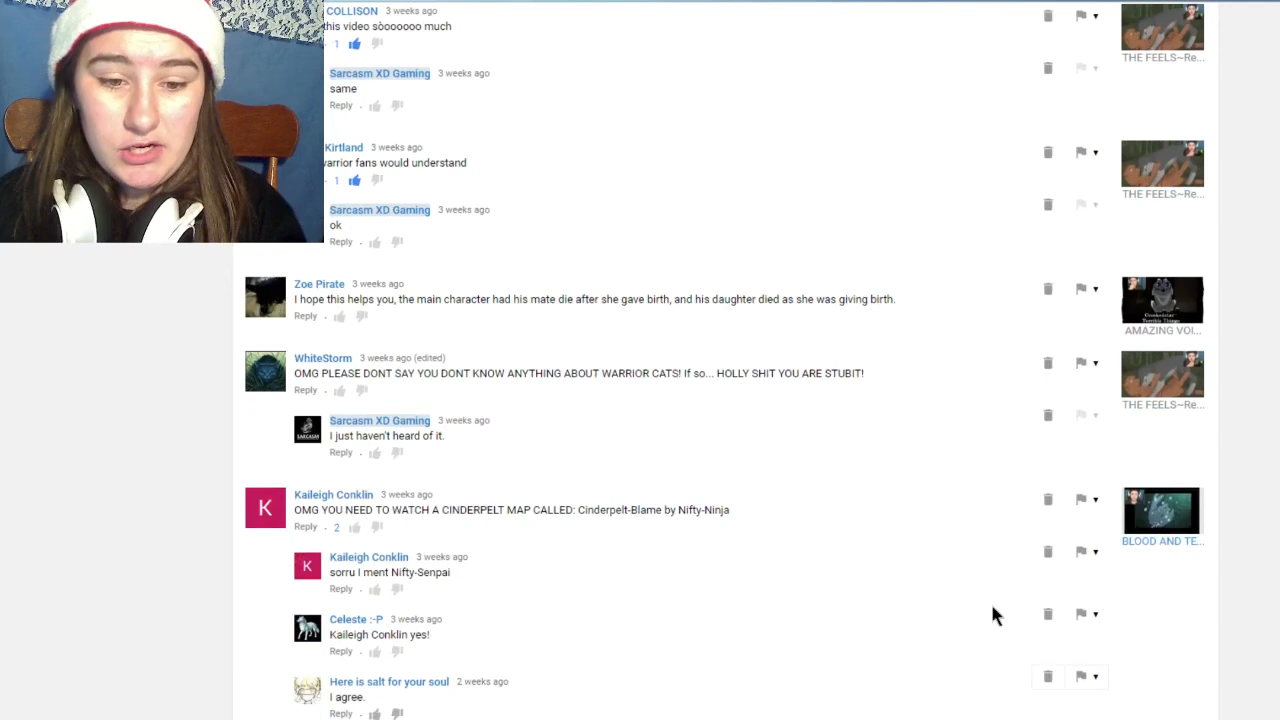 COLLISON 3 weeks ago
this video sòoooooo much
1
Sarcasm XD Gaming 3 weeks ago
same
Reply
THE FEELS~Re...
Kirtland 3 weeks ago
warrior fans would understand
1
Sarcasm XD Gaming 3 weeks ago
ok
Reply
THE FEELS~Re...
Zoe Pirate 3 weeks ago
I hope this helps you, the main character had his mate die after she gave birth, and his daughter died as she was giving birth.
Reply
Crookedstar
Terrible Things
AMAZING VOI...
WhiteStorm 3 weeks ago (edited)
OMG PLEASE DONT SAY YOU DONT KNOW ANYTHING ABOUT WARRIOR CATS! If so... HOLLY SHIT YOU ARE STUBIT!
Reply
THE FEELS~Re...
SARCASM
Sarcasm XD Gaming 3 weeks ago
I just haven't heard of it.
Reply
K
Kaileigh Conklin 3 weeks ago
OMG YOU NEED TO WATCH A CINDERPELT MAP CALLED: Cinderpelt-Blame by Nifty-Ninja
Reply 2
BLOOD AND TE...
K
Kaileigh Conklin 3 weeks ago
sorru I ment Nifty-Senpai
Reply
Celeste :-P 3 weeks ago
Kaileigh Conklin yes!
Reply
Here is salt for your soul 2 weeks ago
I agree.
Reply